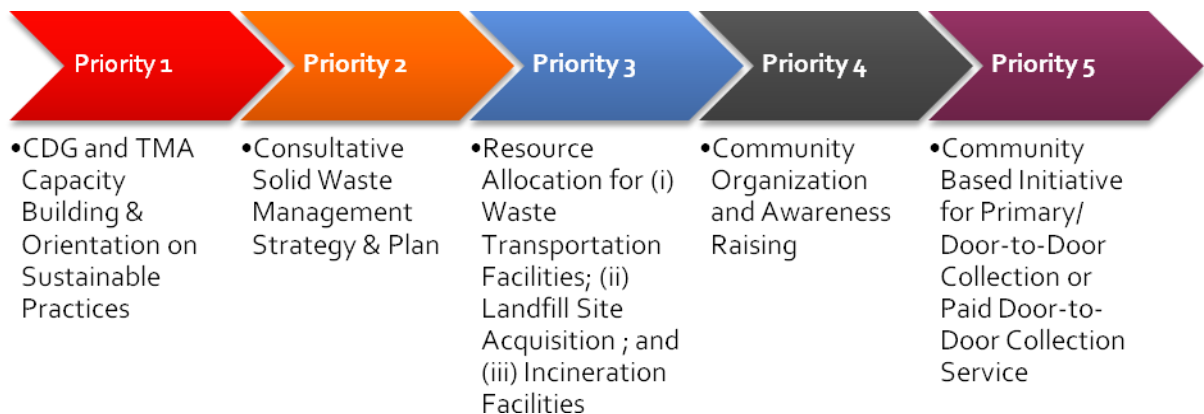 Priority 1
Priority 2
Priority 3
Priority 4
Priority 5
•CDG and TMA
Capacity
Building &
Orientation on
Sustainable
Practices
•Consultative
Solid Waste
Management
Strategy & Plan
•Resource
Allocation for (i)
Waste
Transportation
Facilities; (ii)
Landfill Site
Acquisition ; and
(iii) Incineration
Facilities
•Community
Organization
and Awareness
Raising
•Community
Based Initiative
for Primary/
Door-to-Door
Collection or
Paid Door-to-
Door Collection
Service